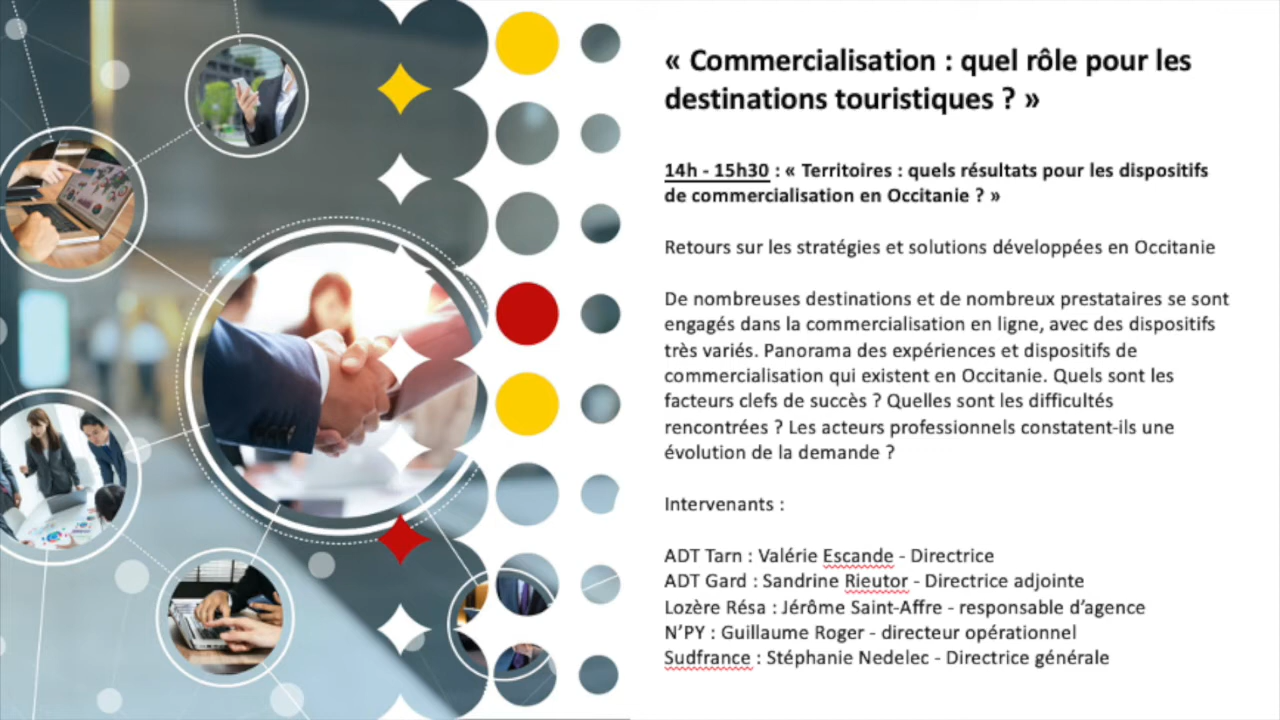 « Commercialisation : quel rôle pour les
destinations touristiques ? »
14h - 15h30 : « Territoires : quels résultats pour les dispositifs
de commercialisation en Occitanie ? »
Retours sur les stratégies et solutions développées en Occitanie
De nombreuses destinations et de nombreux prestataires se sont
engagés dans la commercialisation en ligne, avec des dispositifs
très variés. Panorama des expériences et dispositifs de
commercialisation qui existent en Occitanie. Quels sont les
facteurs clefs de succès ? Quelles sont les difficultés
rencontrées ? Les acteurs professionnels constatent-ils une
évolution de la demande ?
Intervenants :
ADT Tarn : Valérie Escande - Directrice
ADT Gard : Sandrine Rieutor - Directrice adjointe
Lozère Résa : Jérôme Saint-Affre - responsable d’agence
N’PY : Guillaume Roger - directeur opérationnel
Sudfrance : Stéphanie Nedelec - Directrice générale